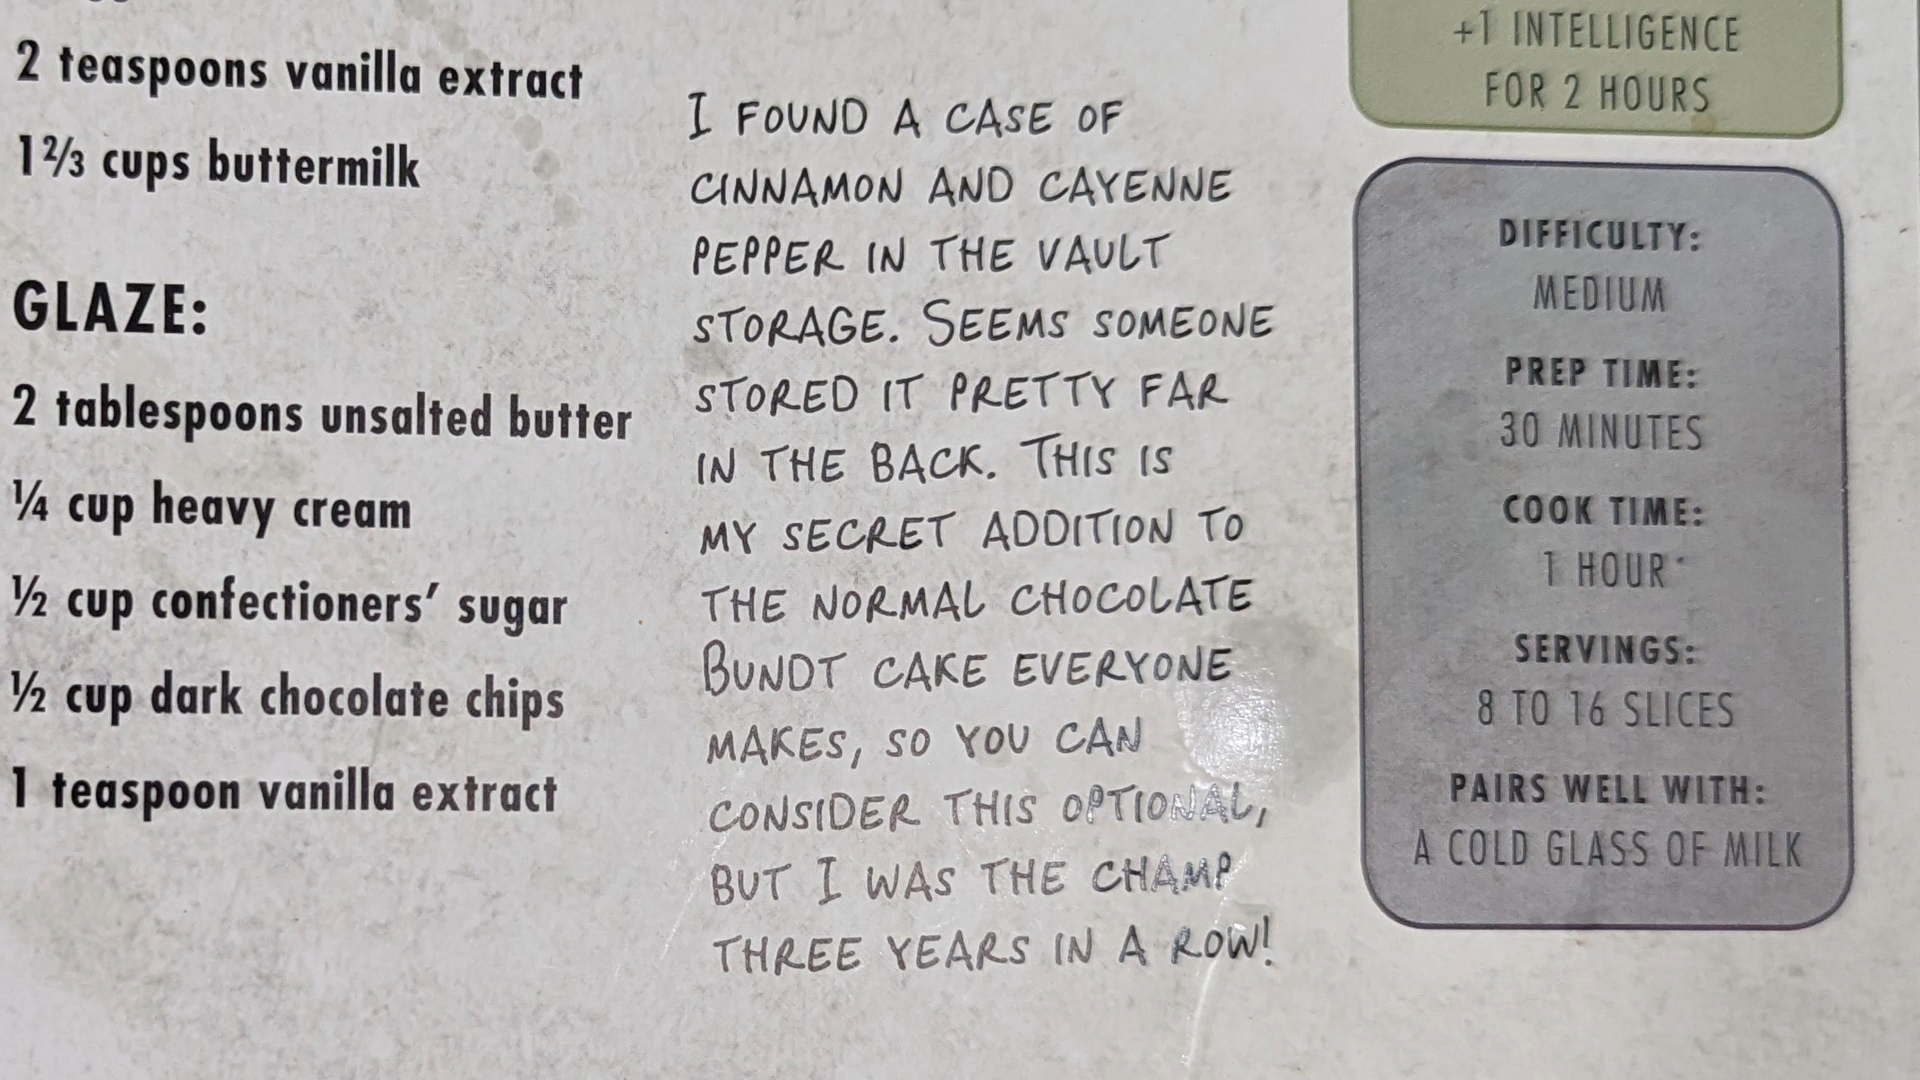 2 teaspoons vanilla extract
1 ⅔ cups buttermilk
GLAZE:
2 tablespoons unsalted butter
¼ cup heavy cream
½ cup confectioners’ sugar
½ cup dark chocolate chips
1 teaspoon vanilla extract
I FOUND A CASE OF
CINNAMON AND CAYENNE
PEPPER IN THE VAULT
STORAGE. SEEMS SOMEONE
STORED IT PRETTY FAR
IN THE BACK. THIS IS
MY SECRET ADDITION TO
THE NORMAL CHOCOLATE
BUNDT CAKE EVERYONE
MAKES, SO YOU CAN
CONSIDER THIS OPTIONAL,
BUT I WAS THE CHAMP
THREE YEARS IN A ROW!
+1 INTELLIGENCE
FOR 2 HOURS
DIFFICULTY:
MEDIUM
PREP TIME:
30 MINUTES
COOK TIME:
1 HOUR
SERVINGS:
8 TO 16 SLICES
PAIRS WELL WITH:
A COLD GLASS OF MILK